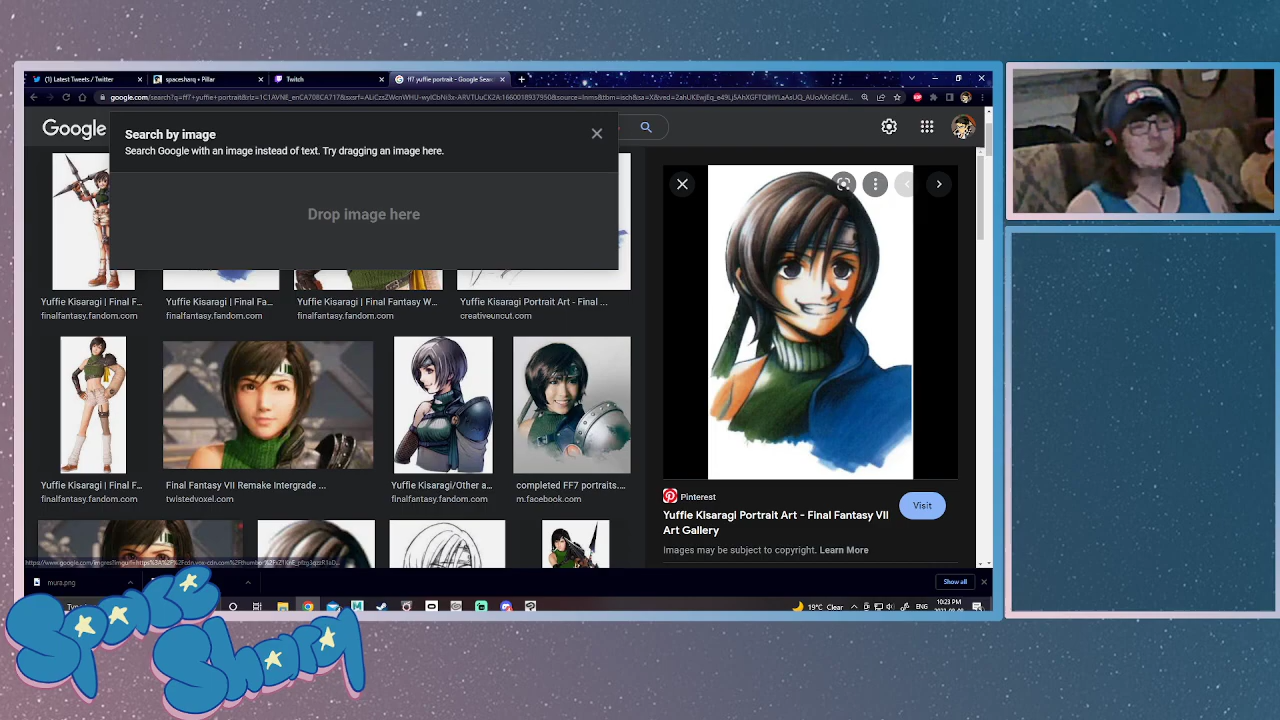 (1) Latest Tweets / Twitter
spacesharq • Pillar
Twitch
ff7 yuffie portrait - Google Sear
Google
Search by image
Search Google with an image instead of text. Try dragging an image here.
Drop image here
Yuffie Kisaragi | Final F...
finalfantasy.fandom.com
Yuffie Kisaragi | Final Fa...
finalfantasy.fandom.com
Yuffie Kisaragi | Final Fantasy W...
finalfantasy.fandom.com
Yuffie Kisaragi Portrait Art - Final ...
creativeuncut.com
Yuffie Kisaragi | Final F...
finalfantasy.fandom.com
Final Fantasy VII Remake Intergrade ...
twistedvoxel.com
Yuffie Kisaragi/Other a...
finalfantasy.fandom.com
completed FF7 portraits....
m.facebook.com
Pinterest
Yuffie Kisaragi Portrait Art - Final Fantasy VII
Art Gallery
Visit
Images may be subject to copyright. Learn More
mura.png
Show all
19°C Clear
ENG
10:23 PM
Space
Sharq